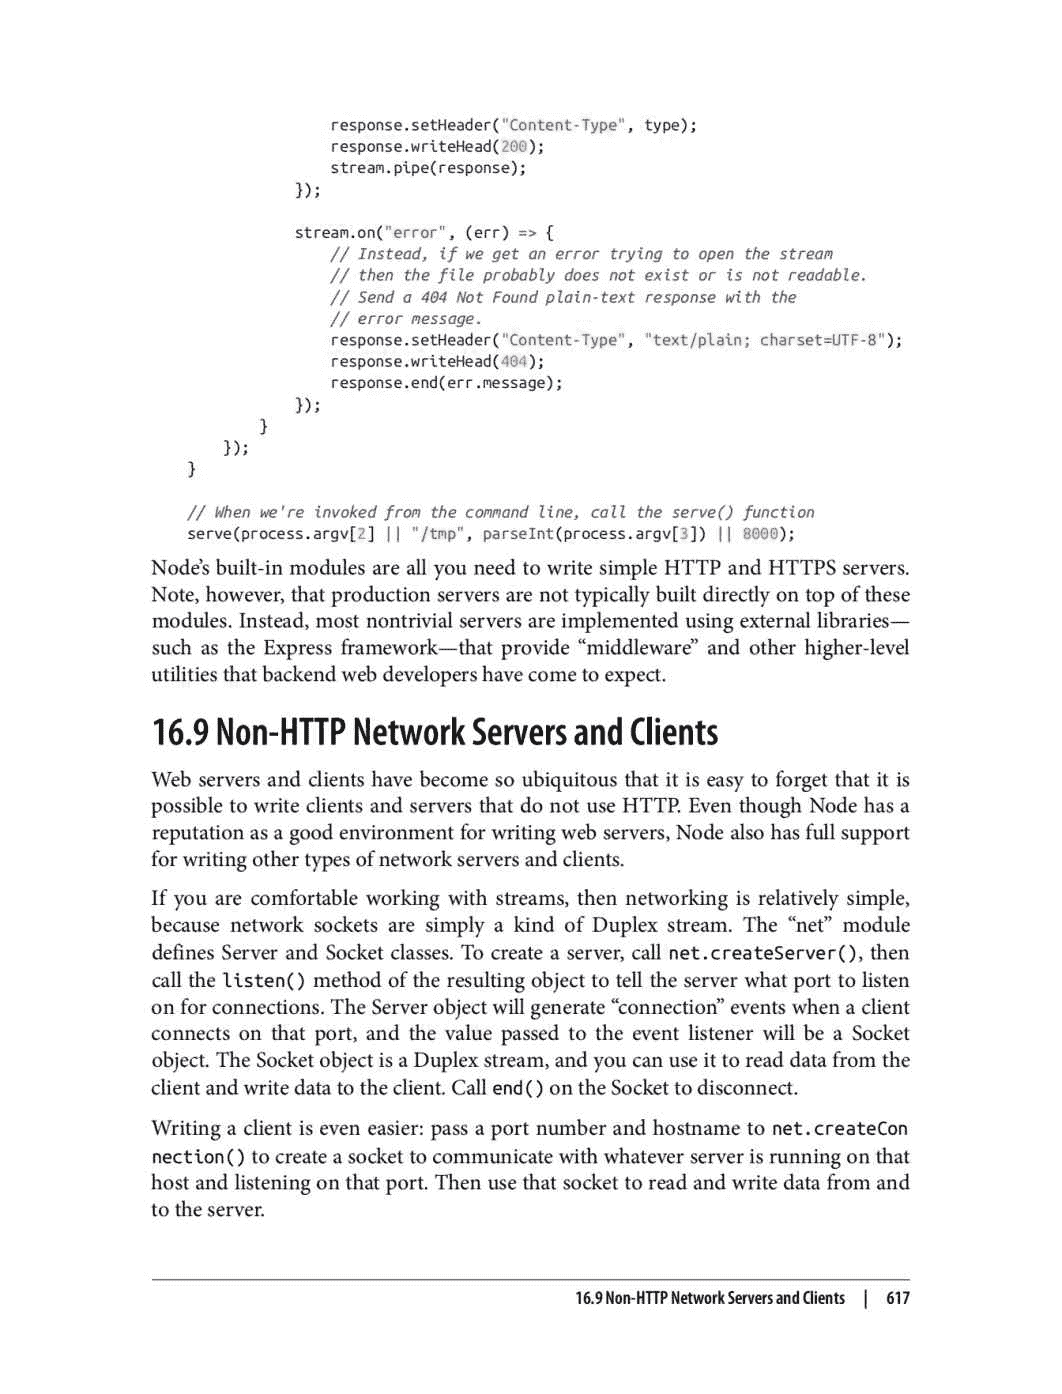 response.setHeader("Content-Type", type);
response.writeHead(200);
stream.pipe(response);
});
stream.on("error", (err) => {
// Instead, if we get an error trying to open the stream
// then the file probably does not exist or is not readable.
// Send a 404 Not Found plain-text response with the
// error message.
response.setHeader("Content-Type", "text/plain; charset=UTF-8");
response.writeHead(404);
response.end(err.message);
});
}
});
}
// When we're invoked from the command line, call the serve() function
serve(process.argv[2] || "/tmp", parseInt(process.argv[3]) || 8000);
Node’s built-in modules are all you need to write simple HTTP and HTTPS servers.
Note, however, that production servers are not typically built directly on top of these
modules. Instead, most nontrivial servers are implemented using external libraries—
such as the Express framework—that provide “middleware” and other higher-level
utilities that backend web developers have come to expect.
16.9 Non-HTTP Network Servers and Clients
Web servers and clients have become so ubiquitous that it is easy to forget that it is
possible to write clients and servers that do not use HTTP. Even though Node has a
reputation as a good environment for writing web servers, Node also has full support
for writing other types of network servers and clients.
If you are comfortable working with streams, then networking is relatively simple,
because network sockets are simply a kind of Duplex stream. The “net” module
defines Server and Socket classes. To create a server, call net.createServer(), then
call the listen() method of the resulting object to tell the server what port to listen
on for connections. The Server object will generate “connection” events when a client
connects on that port, and the value passed to the event listener will be a Socket
object. The Socket object is a Duplex stream, and you can use it to read data from the
client and write data to the client. Call end() on the Socket to disconnect.
Writing a client is even easier: pass a port number and hostname to net.createCon
nection() to create a socket to communicate with whatever server is running on that
host and listening on that port. Then use that socket to read and write data from and
to the server.
16.9 Non-HTTP Network Servers and Clients | 617